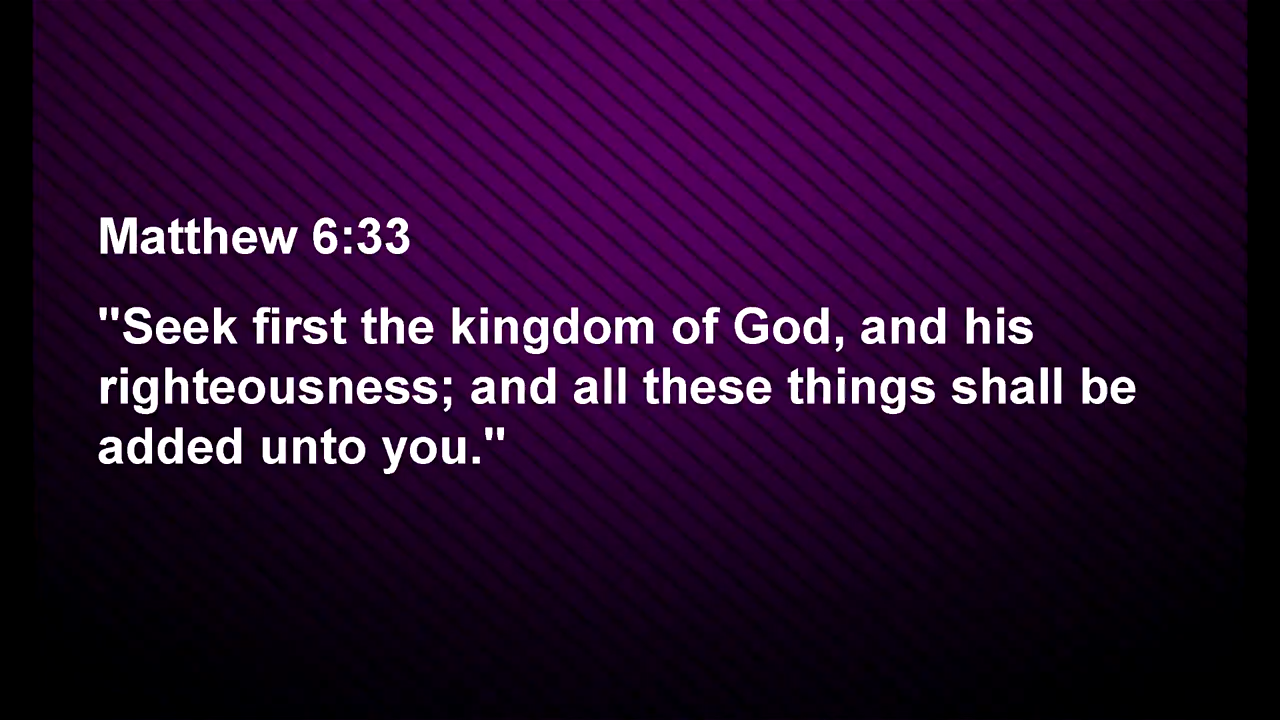 Matthew 6:33
"Seek first the kingdom of God, and his
righteousness; and all these things shall be
added unto you."